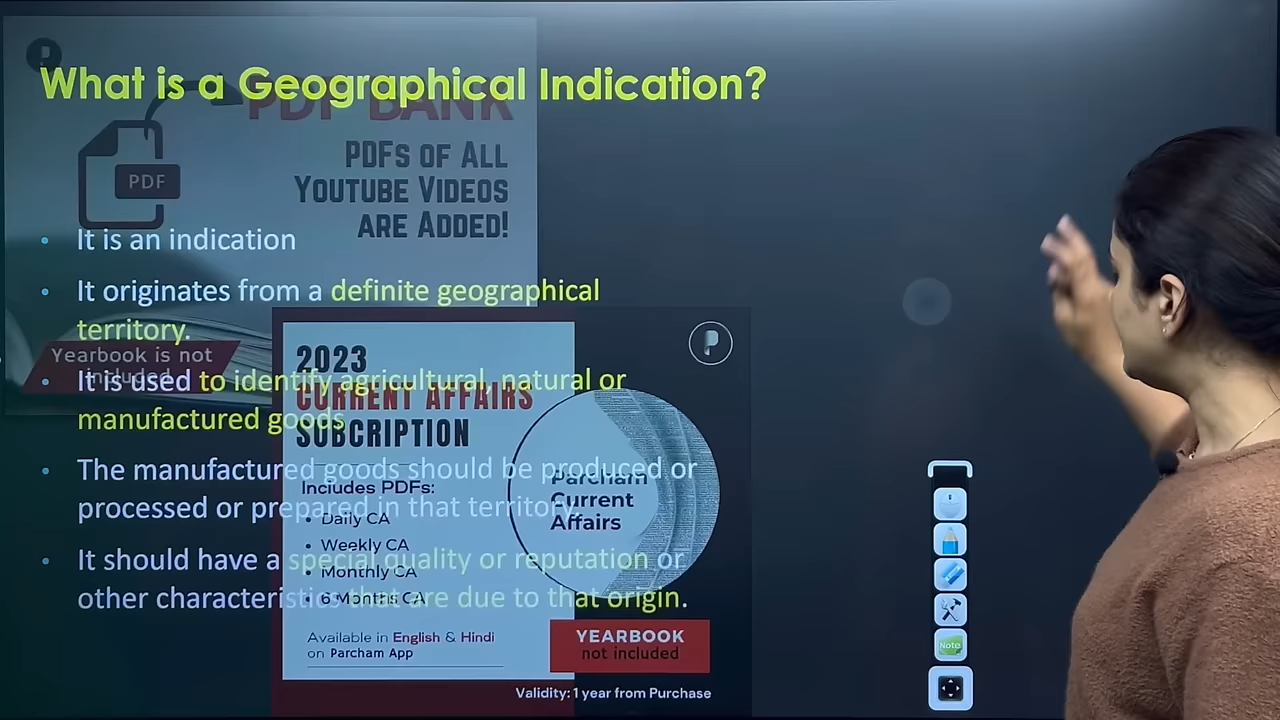 What is a Geographical Indication?
PDF BANK
PDF
PDFs of All
Youtube Videos
are Added!
• It is an indication
• It originates from a definite geographical
territory.
Yearbook is not
included
• It is used to identify agricultural, natural or
manufactured goods
• The manufactured goods should be produced or
processed or prepared in that territory.
• It should have a special quality or reputation or
other characteristics that are due to that origin.
2023
CURRENT AFFAIRS
SUBCRIPTION
Includes PDFs:
• Daily CA
• Weekly CA
• Monthly CA
• 6 Months CA
Available in English & Hindi
on Parcham App
Parcham
Current
Affairs
YEARBOOK
not included
Validity: 1 year from Purchase
Note